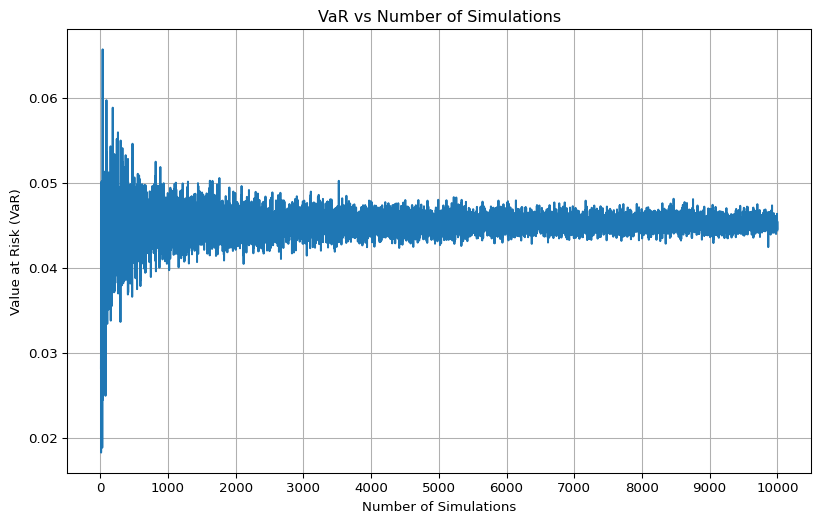 VaR vs Number of Simulations
0.06
0.05
0.04
0.03
0.02
Value at Risk (VaR)
0 1000 2000 3000 4000 5000 6000 7000 8000 9000 10000
Number of Simulations